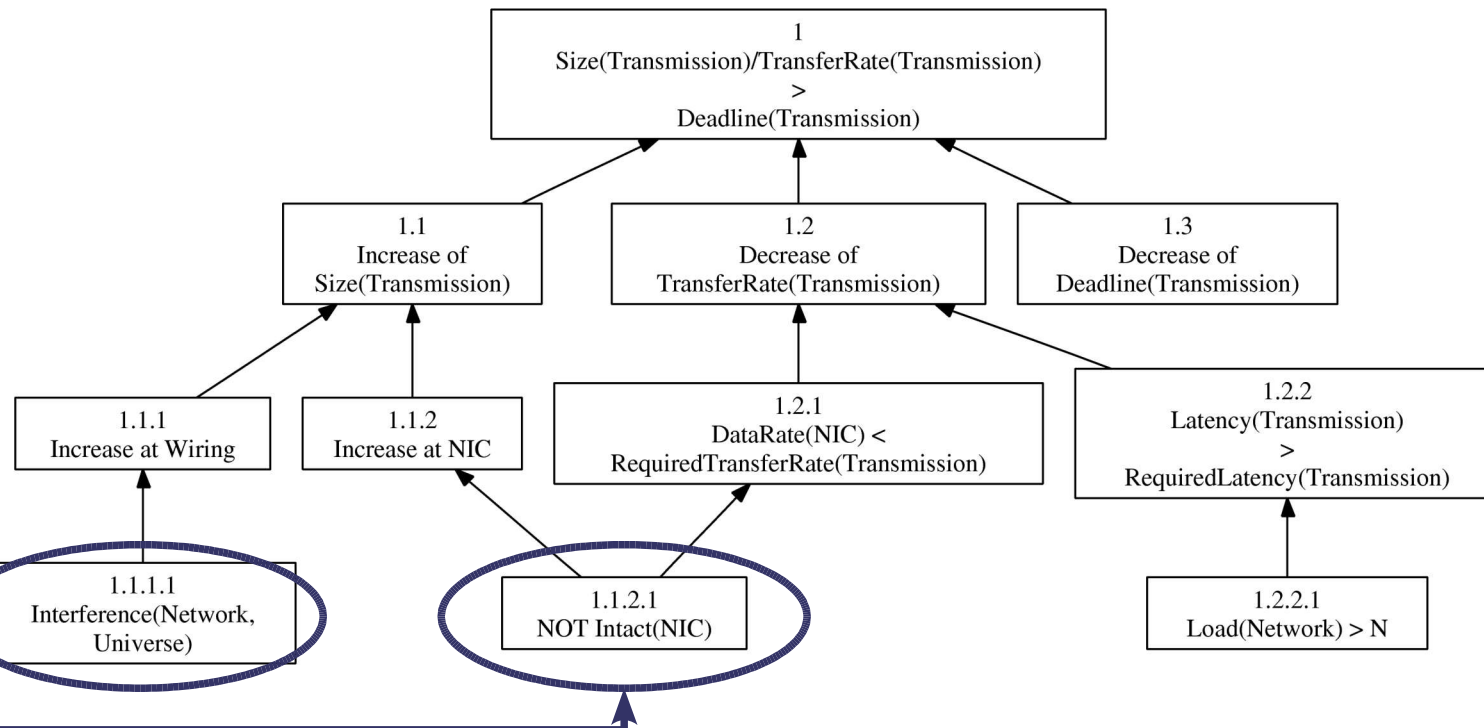 1
Size(Transmission)/TransferRate(Transmission)
>
Deadline(Transmission)
1.1
Increase of
Size(Transmission)
1.2
Decrease of
TransferRate(Transmission)
1.3
Decrease of
Deadline(Transmission)
1.1.1
Increase at Wiring
1.1.2
Increase at NIC
1.2.1
DataRate(NIC) <
RequiredTransferRate(Transmission)
1.2.2
Latency(Transmission)
>
RequiredLatency(Transmission)
1.1.1.1
Interference(Network,
Universe)
1.1.2.1
NOT Intact(NIC)
1.2.2.1
Load(Network) > N